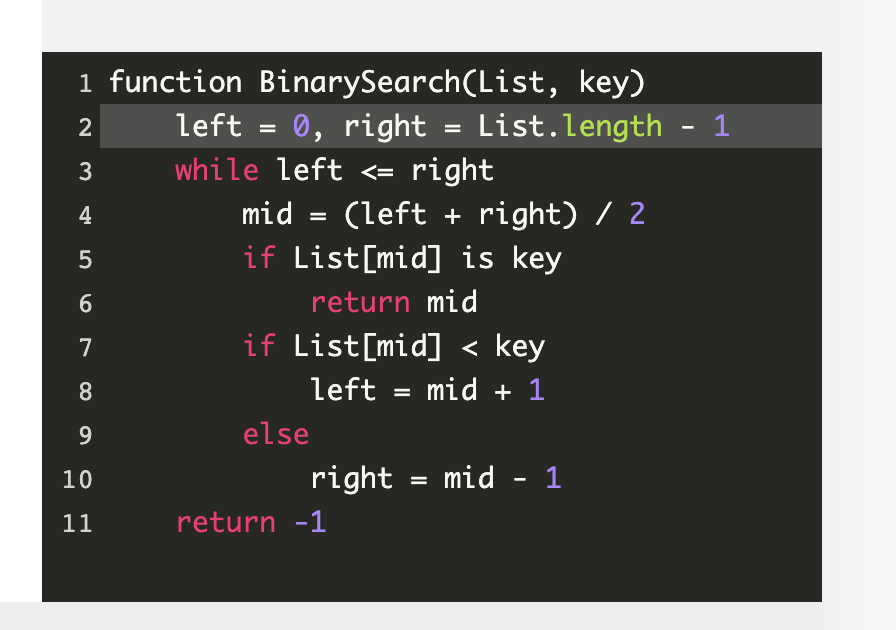 1 function BinarySearch(List, key)
2 left = 0, right = List.length - 1
3 while left <= right
4 mid = (left + right) / 2
5 if List[mid] is key
6 return mid
7 if List[mid] < key
8 left = mid + 1
9 else
10 right = mid - 1
11 return -1